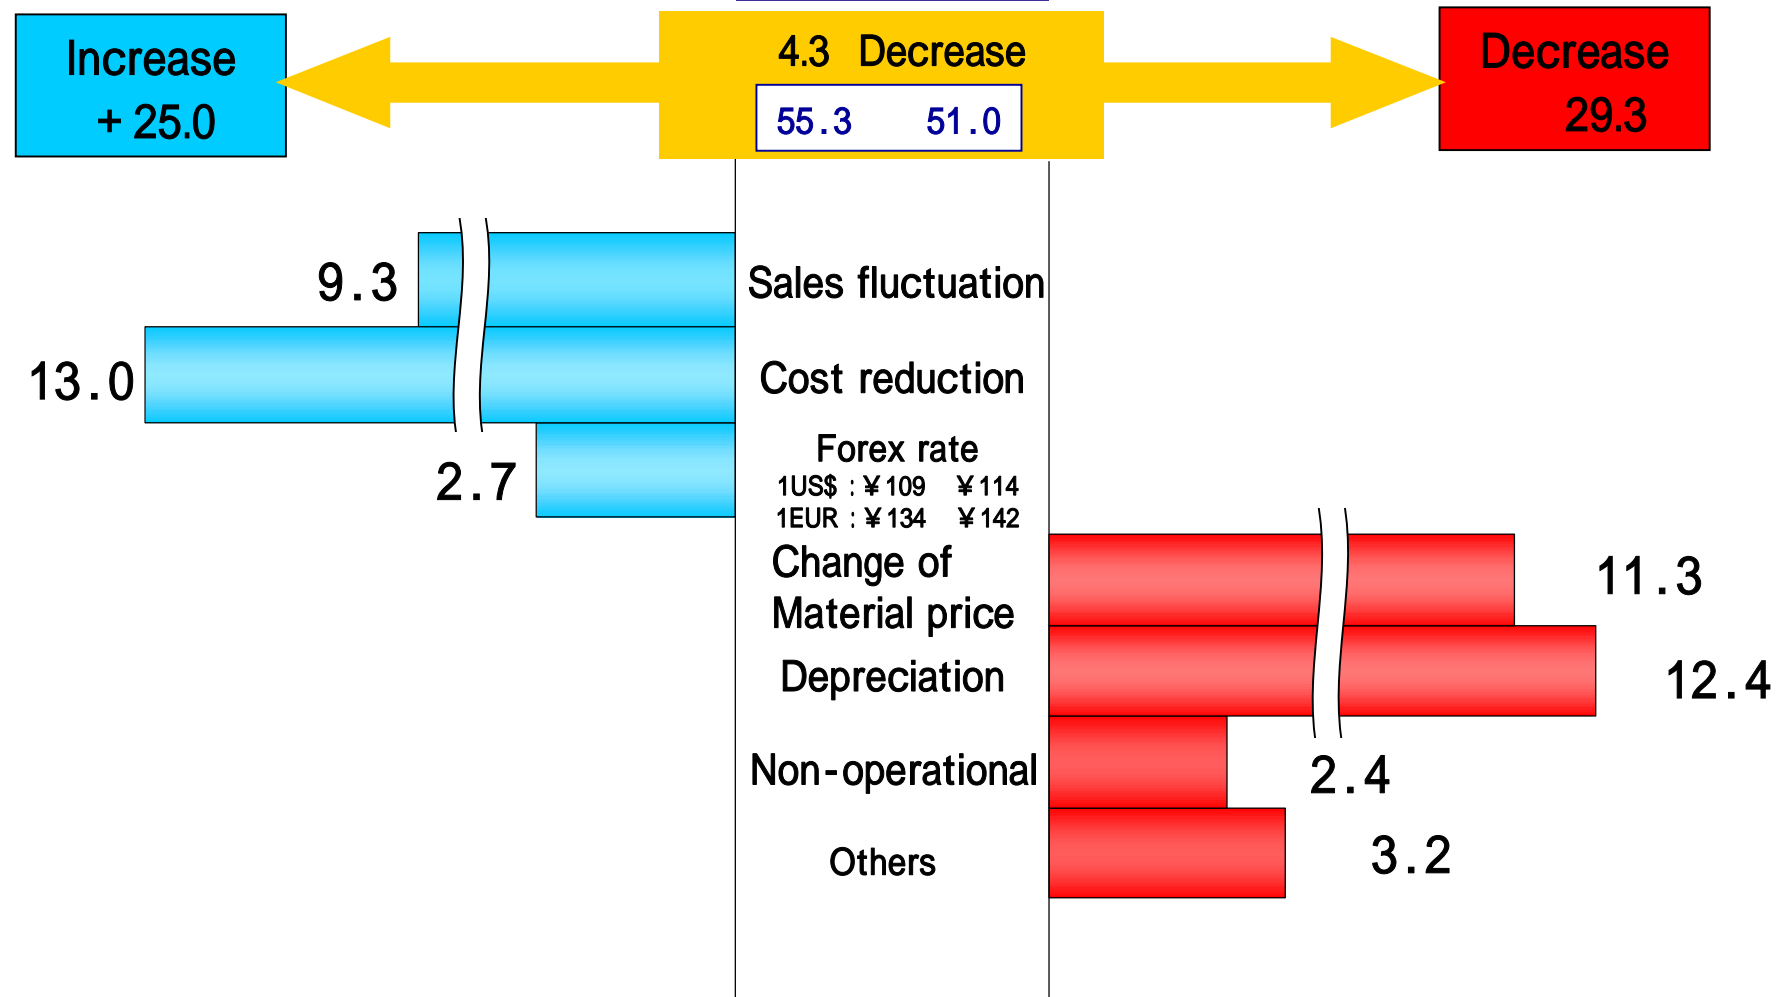 Increase
+ 25.0
4.3 Decrease
55.3 51.0
Decrease
29.3
9.3
Sales fluctuation
13.0
Cost reduction
2.7
Forex rate
1US$ : ¥109 ¥114
1EUR : ¥134 ¥142
Change of
Material price
11.3
Depreciation
12.4
Non-operational
2.4
Others
3.2